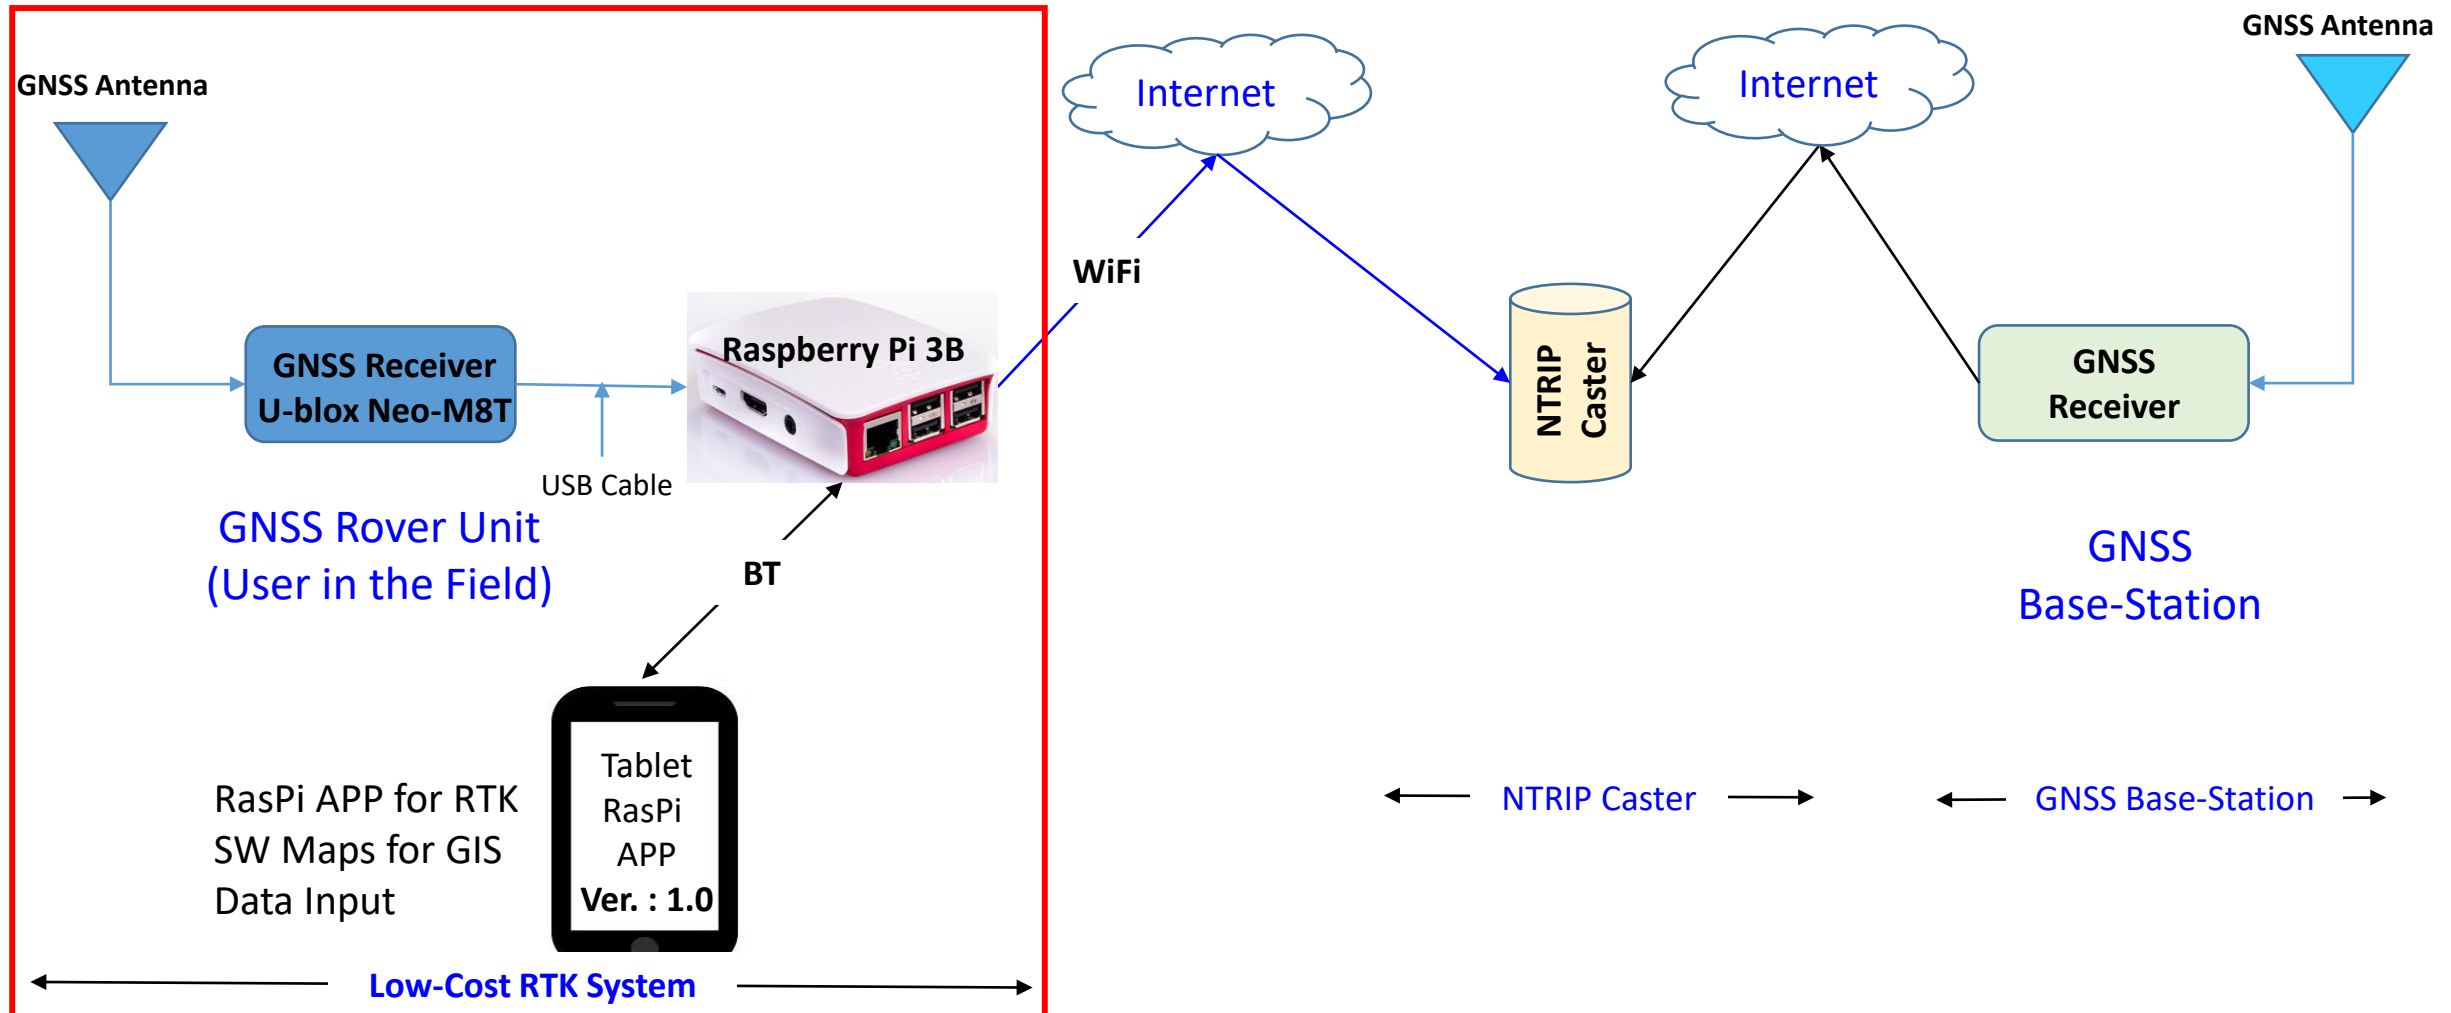 GNSS Antenna
GNSS Antenna
Internet
Internet
WiFi
GNSS Receiver
U-blox Neo-M8T
Raspberry Pi 3B
USB Cable
NTRIP
Caster
GNSS
Receiver
GNSS Rover Unit
(User in the Field)
BT
GNSS
Base-Station
RasPi APP for RTK
SW Maps for GIS
Data Input
Tablet
RasPi
APP
Ver. : 1.0
NTRIP Caster
GNSS Base-Station
Low-Cost RTK System